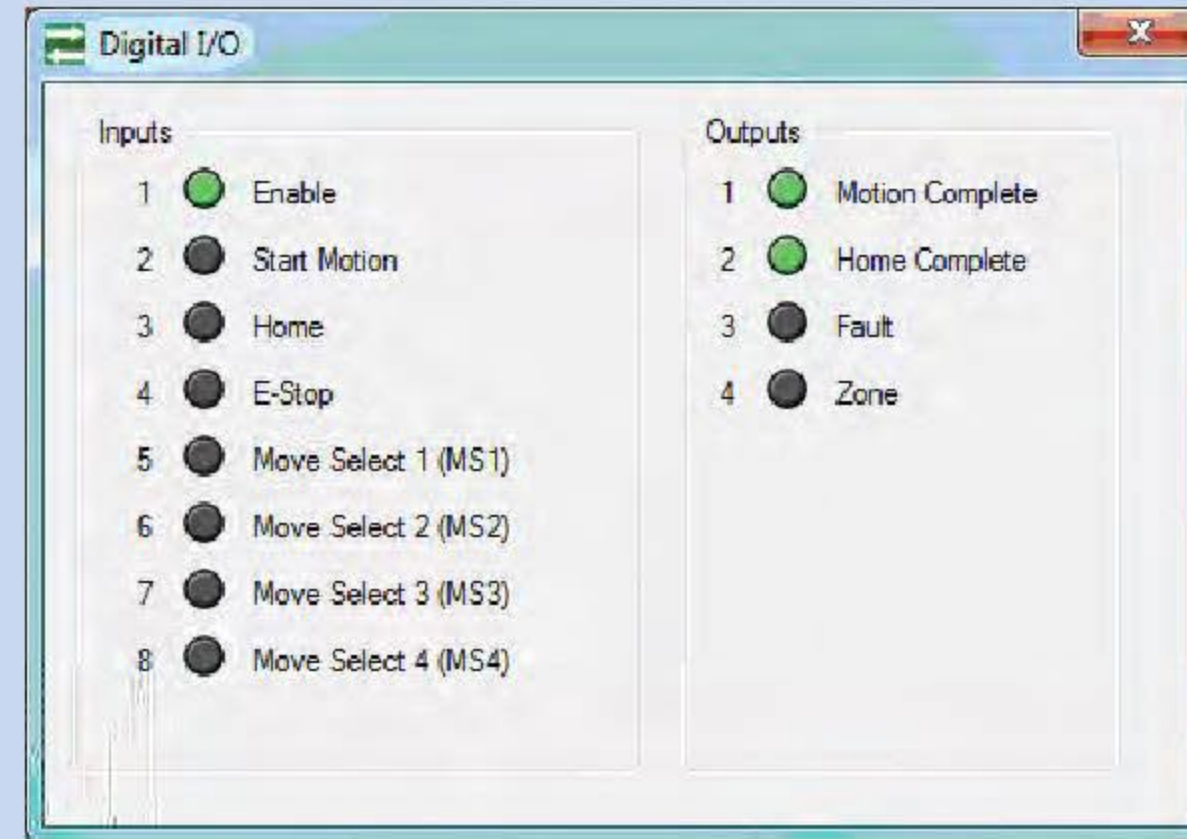 Digital I/O
X
Inputs
1 Enable
2 Start Motion
3 Home
4 E-Stop
5 Move Select 1 (MS1)
6 Move Select 2 (MS2)
7 Move Select 3 (MS3)
8 Move Select 4 (MS4)
Outputs
1 Motion Complete
2 Home Complete
3 Fault
4 Zone